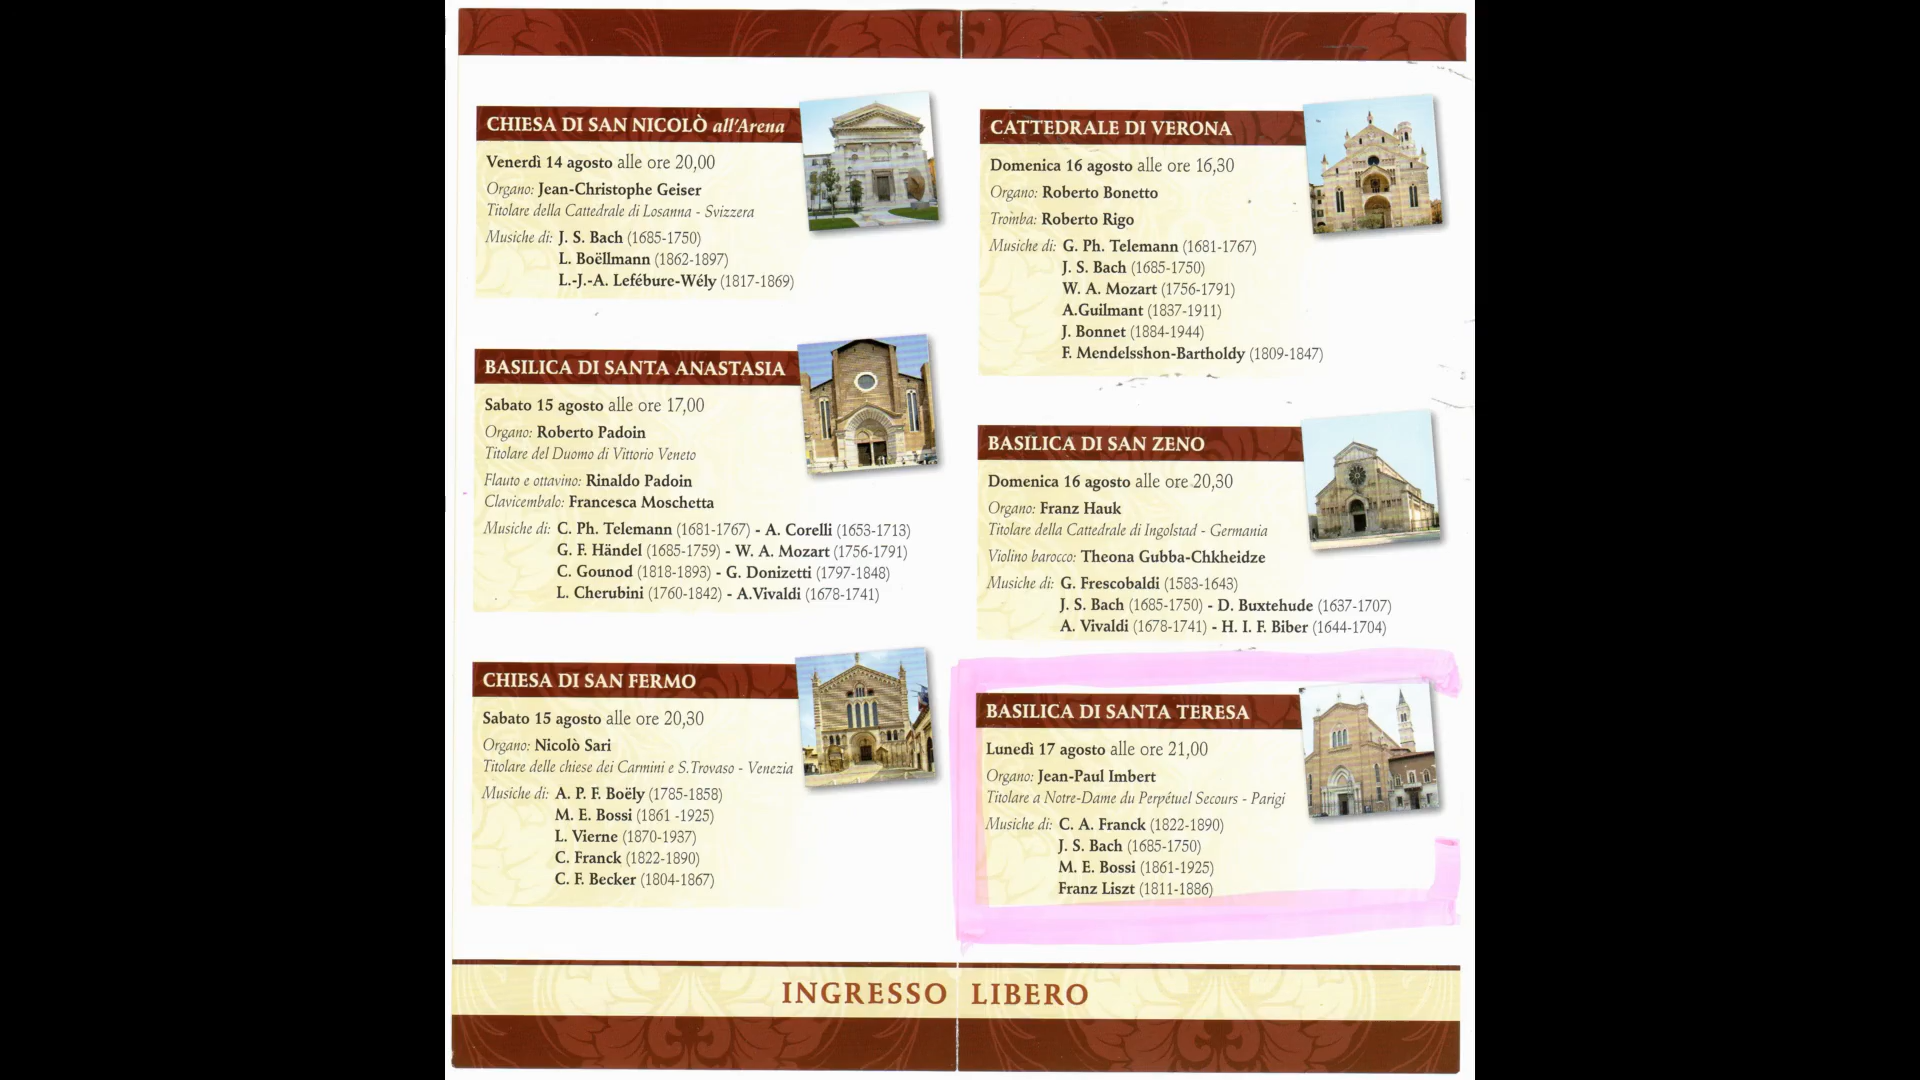 CHIESA DI SAN NICOLÒ all'Arena
Venerdì 14 agosto alle ore 20,00
Organo: Jean-Christophe Geiser
Titolare della Cattedrale di Losanna - Svizzera
Musiche di: J. S. Bach (1685-1750)
L. Boëllmann (1862-1897)
L.-J.-A. Lefébure-Wély (1817-1869)
BASILICA DI SANTA ANASTASIA
Sabato 15 agosto alle ore 17,00
Organo: Roberto Padoin
Titolare del Duomo di Vittorio Veneto
Flauto e ottavino: Rinaldo Padoin
Clavicembalo: Francesca Moschetta
Musiche di: C. Ph. Telemann (1681-1767) - A. Corelli (1653-1713)
G. F. Händel (1685-1759) - W. A. Mozart (1756-1791)
C. Gounod (1818-1893) - G. Donizetti (1797-1848)
L. Cherubini (1760-1842) - A.Vivaldi (1678-1741)
CHIESA DI SAN FERMO
Sabato 15 agosto alle ore 20,30
Organo: Nicolò Sari
Titolare delle chiese dei Carmini e S.Trovaso - Venezia
Musiche di: A. P. F. Boëly (1785-1858)
M. E. Bossi (1861 -1925)
L. Vierne (1870-1937)
C. Franck (1822-1890)
C. F. Becker (1804-1867)
CATTEDRALE DI VERONA
Domenica 16 agosto alle ore 16,30
Organo: Roberto Bonetto
Tromba: Roberto Rigo
Musiche di: G. Ph. Telemann (1681-1767)
J. S. Bach (1685-1750)
W. A. Mozart (1756-1791)
A.Guilmant (1837-1911)
J. Bonnet (1884-1944)
F. Mendelsshon-Bartholdy (1809-1847)
BASILICA DI SAN ZENO
Domenica 16 agosto alle ore 20,30
Organo: Franz Hauk
Titolare della Cattedrale di Ingolstad - Germania
Violino barocco: Theona Gubba-Chkheidze
Musiche di: G. Frescobaldi (1583-1643)
J. S. Bach (1685-1750) - D. Buxtehude (1637-1707)
A. Vivaldi (1678-1741) - H. I. F. Biber (1644-1704)
BASILICA DI SANTA TERESA
Lunedì 17 agosto alle ore 21,00
Organo: Jean-Paul Imbert
Titolare a Notre-Dame du Perpétuel Secours - Parigi
Musiche di: C. A. Franck (1822-1890)
J. S. Bach (1685-1750)
M. E. Bossi (1861-1925)
Franz Liszt (1811-1886)
INGRESSO LIBERO